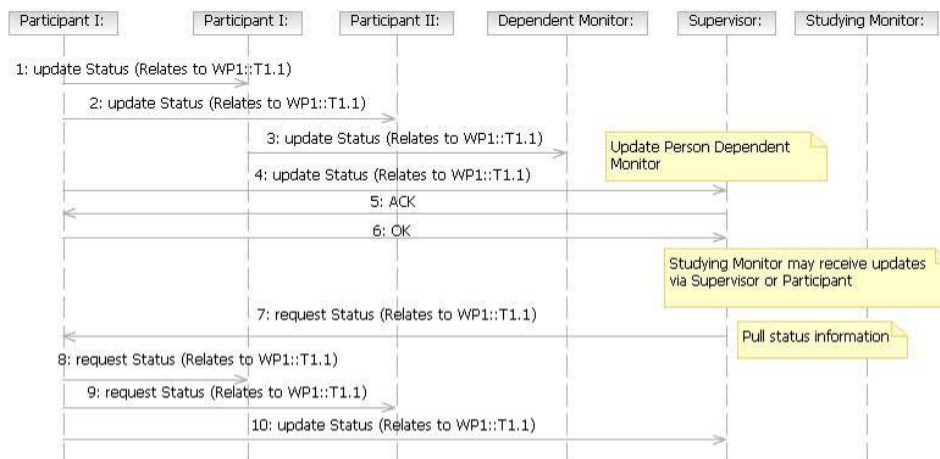 Participant I:
Participant I:
Participant II:
Dependent Monitor:
Supervisor:
Studying Monitor:
1: update Status (Relates to WP1::T1.1)
2: update Status (Relates to WP1::T1.1)
3: update Status (Relates to WP1::T1.1)
Update Person Dependent
Monitor
4: update Status (Relates to WP1::T1.1)
5: ACK
6: OK
Studying Monitor may receive updates
via Supervisor or Participant
7: request Status (Relates to WP1::T1.1)
Pull status information
8: request Status (Relates to WP1::T1.1)
9: request Status (Relates to WP1::T1.1)
10: update Status (Relates to WP1::T1.1)